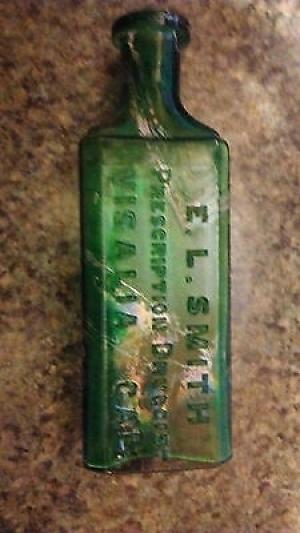 E. L. SMITH
PRESCRIPTION DRUGGIST
VISALIA, CAL.